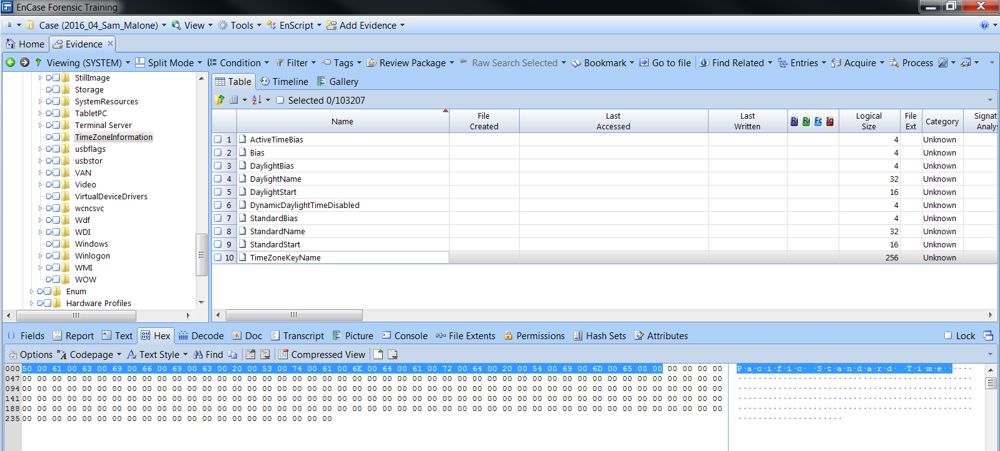 EnCase Forensic Training
Case (2016_04_Sam_Malone) View Tools EnScript Add Evidence
Home Evidence
Viewing (SYSTEM) Split Mode Condition Filter Tags Review Package Raw Search Selected Bookmark Go to file Find Related Entries Acquire Process
StillImage
Storage
SystemResources
TabletPC
Terminal Server
TimeZoneInformation
usbflags
usbstor
VAN
Video
VirtualDeviceDrivers
wcncsvc
Wdf
WDI
Windows
Winlogon
WMI
WOW
Enum
Hardware Profiles
Table Timeline Gallery
Selected 0/103207
Name File Created Last Accessed Last Written Re Re Fc Ig Logical Size File Ext Category Signat Analys
1 ActiveTimeBias 4 Unknown
2 Bias 4 Unknown
3 DaylightBias 4 Unknown
4 DaylightName 32 Unknown
5 DaylightStart 16 Unknown
6 DynamicDaylightTimeDisabled 4 Unknown
7 StandardBias 4 Unknown
8 StandardName 32 Unknown
9 StandardStart 16 Unknown
10 TimeZoneKeyName 256 Unknown
Fields Report Text Hex Decode Doc Transcript Picture Console File Extents Permissions Hash Sets Attributes Lock
Options Codepage Text Style Find Compressed View
000 50 00 61 00 63 00 69 00 66 00 69 00 63 00 20 00 53 00 74 00 61 00 6E 00 64 00 61 00 72 00 64 00 20 00 54 00 69 00 6D 00 65 00 00 00 00 00 00 P·a·c·i·f·i·c· ·S·t·a·n·d·a·r·d· ·T·i·m·e······
047 00 00 00 00 00 00 00 00 00 00 00 00 00 00 00 00 00 00 00 00 00 00 00 00 00 00 00 00 00 00 00 00 00 00 00 00 00 00 00 00 00 00 00 00 00 00 00
094 00 00 00 00 00 00 00 00 00 00 00 00 00 00 00 00 00 00 00 00 00 00 00 00 00 00 00 00 00 00 00 00 00 00 00 00 00 00 00 00 00 00 00 00 00 00 00
141 00 00 00 00 00 00 00 00 00 00 00 00 00 00 00 00 00 00 00 00 00 00 00 00 00 00 00 00 00 00 00 00 00 00 00 00 00 00 00 00 00 00 00 00 00 00 00
188 00 00 00 00 00 00 00 00 00 00 00 00 00 00 00 00 00 00 00 00 00 00 00 00 00 00 00 00 00 00 00 00 00 00 00 00 00 00 00 00 00 00 00 00 00 00 00
235 00 00 00 00 00 00 00 00 00 00 00 00 00 00 00 00 00 00 00 00 00